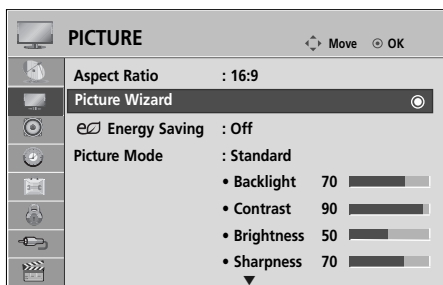 PICTURE
Move OK
Aspect Ratio : 16:9
Picture Wizard
Energy Saving : Off
Picture Mode : Standard
• Backlight 70
• Contrast 90
• Brightness 50
• Sharpness 70